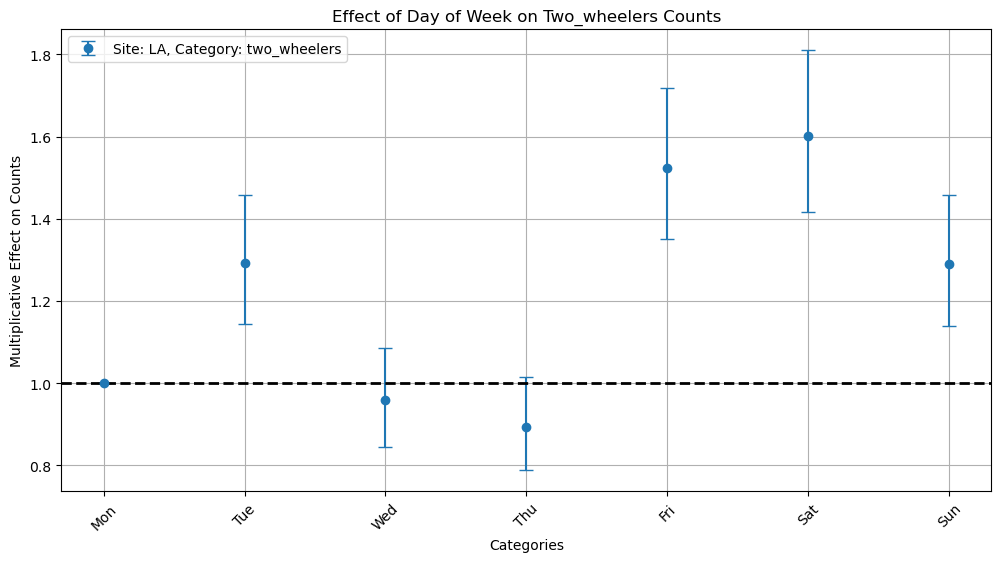 Effect of Day of Week on Two_wheelers Counts
Site: LA, Category: two_wheelers
Multiplicative Effect on Counts
1.8
1.6
1.4
1.2
1.0
0.8
Mon
Tue
Wed
Thu
Fri
Sat
Sun
Categories